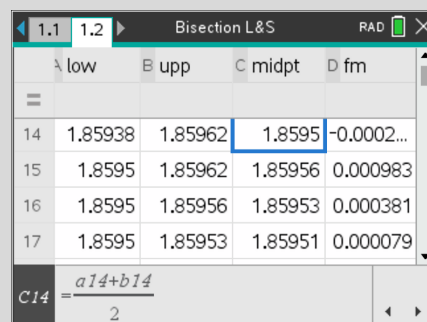 1.1 1.2 Bisection L&S RAD
A low B upp C midpt D fm
=
14 1.85938 1.85962 1.8595 -0.0002...
15 1.8595 1.85962 1.85956 0.000983
16 1.8595 1.85956 1.85953 0.000381
17 1.8595 1.85953 1.85951 0.000079
C14 =a14+b14
2